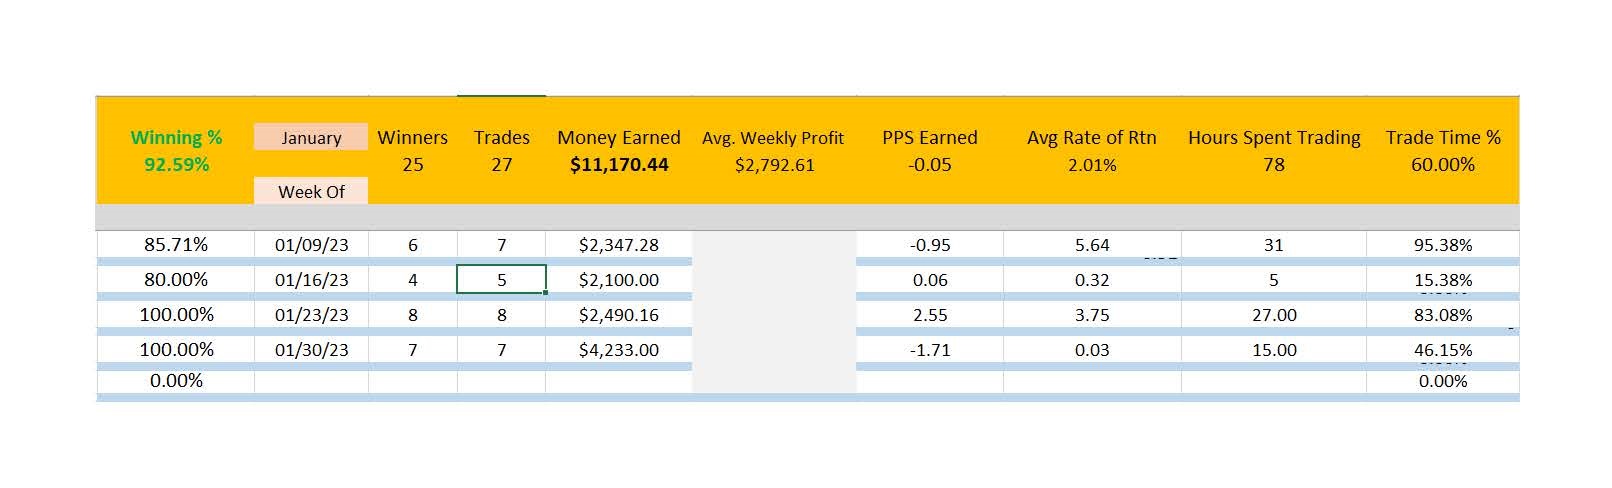 Winning % January Winners Trades Money Earned Avg. Weekly Profit PPS Earned Avg Rate of Rtn Hours Spent Trading Trade Time %
92.59% 25 27 $11,170.44 $2,792.61 -0.05 2.01% 78 60.00%
Week Of
85.71% 01/09/23 6 7 $2,347.28 -0.95 5.64 31 95.38%
80.00% 01/16/23 4 5 $2,100.00 0.06 0.32 5 15.38%
100.00% 01/23/23 8 8 $2,490.16 2.55 3.75 27.00 83.08%
100.00% 01/30/23 7 7 $4,233.00 -1.71 0.03 15.00 46.15%
0.00% 0.00%